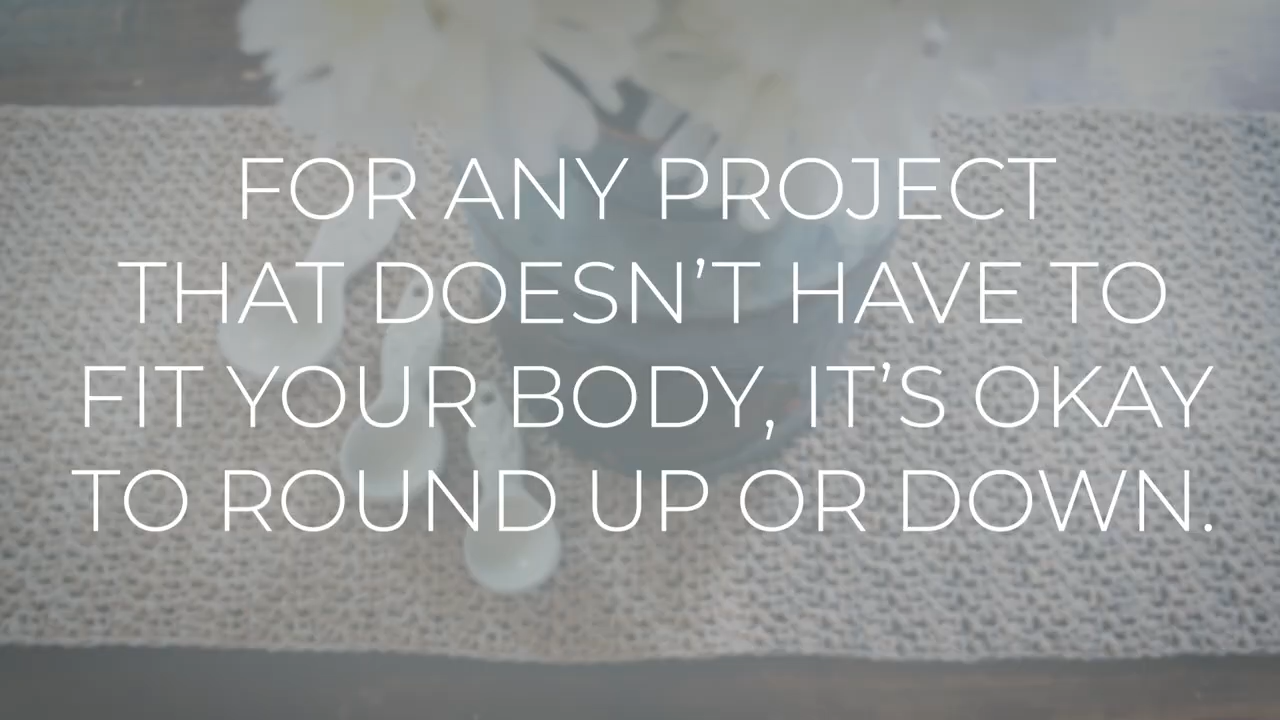 FOR ANY PROJECT
THAT DOESN’T HAVE TO
FIT YOUR BODY, IT’S OKAY
TO ROUND UP OR DOWN.